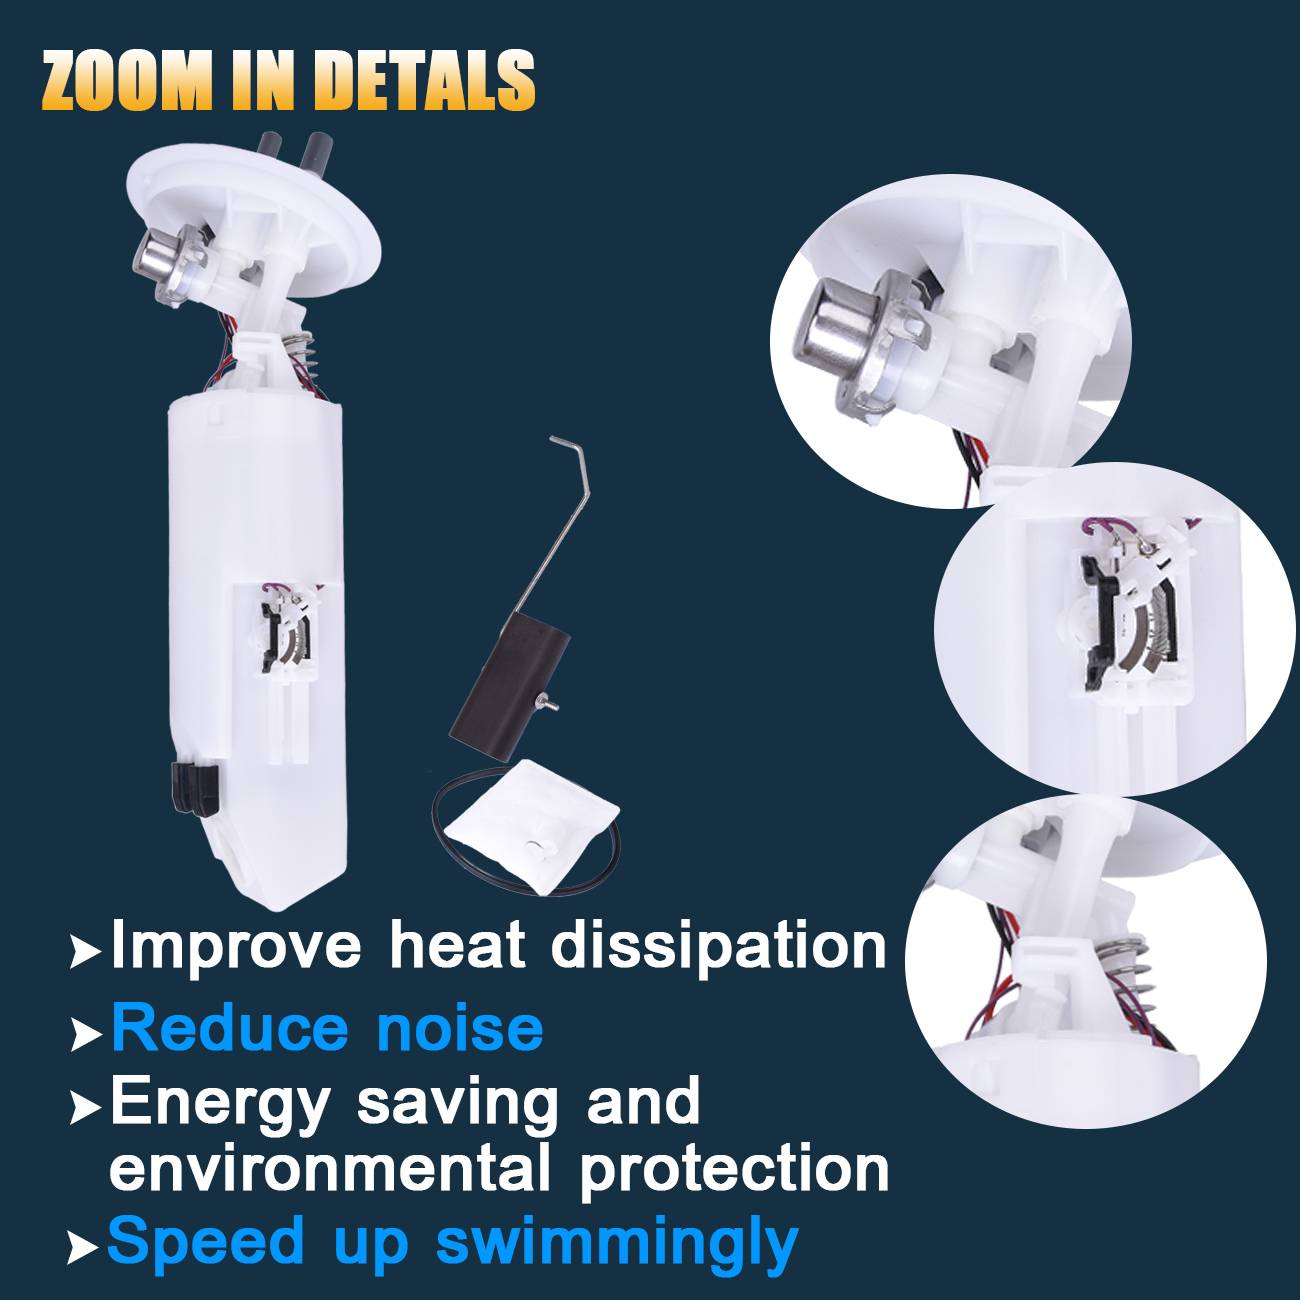 ZOOM IN DETALS
Improve heat dissipation
Reduce noise
Energy saving and
environmental protection
Speed up swimmingly